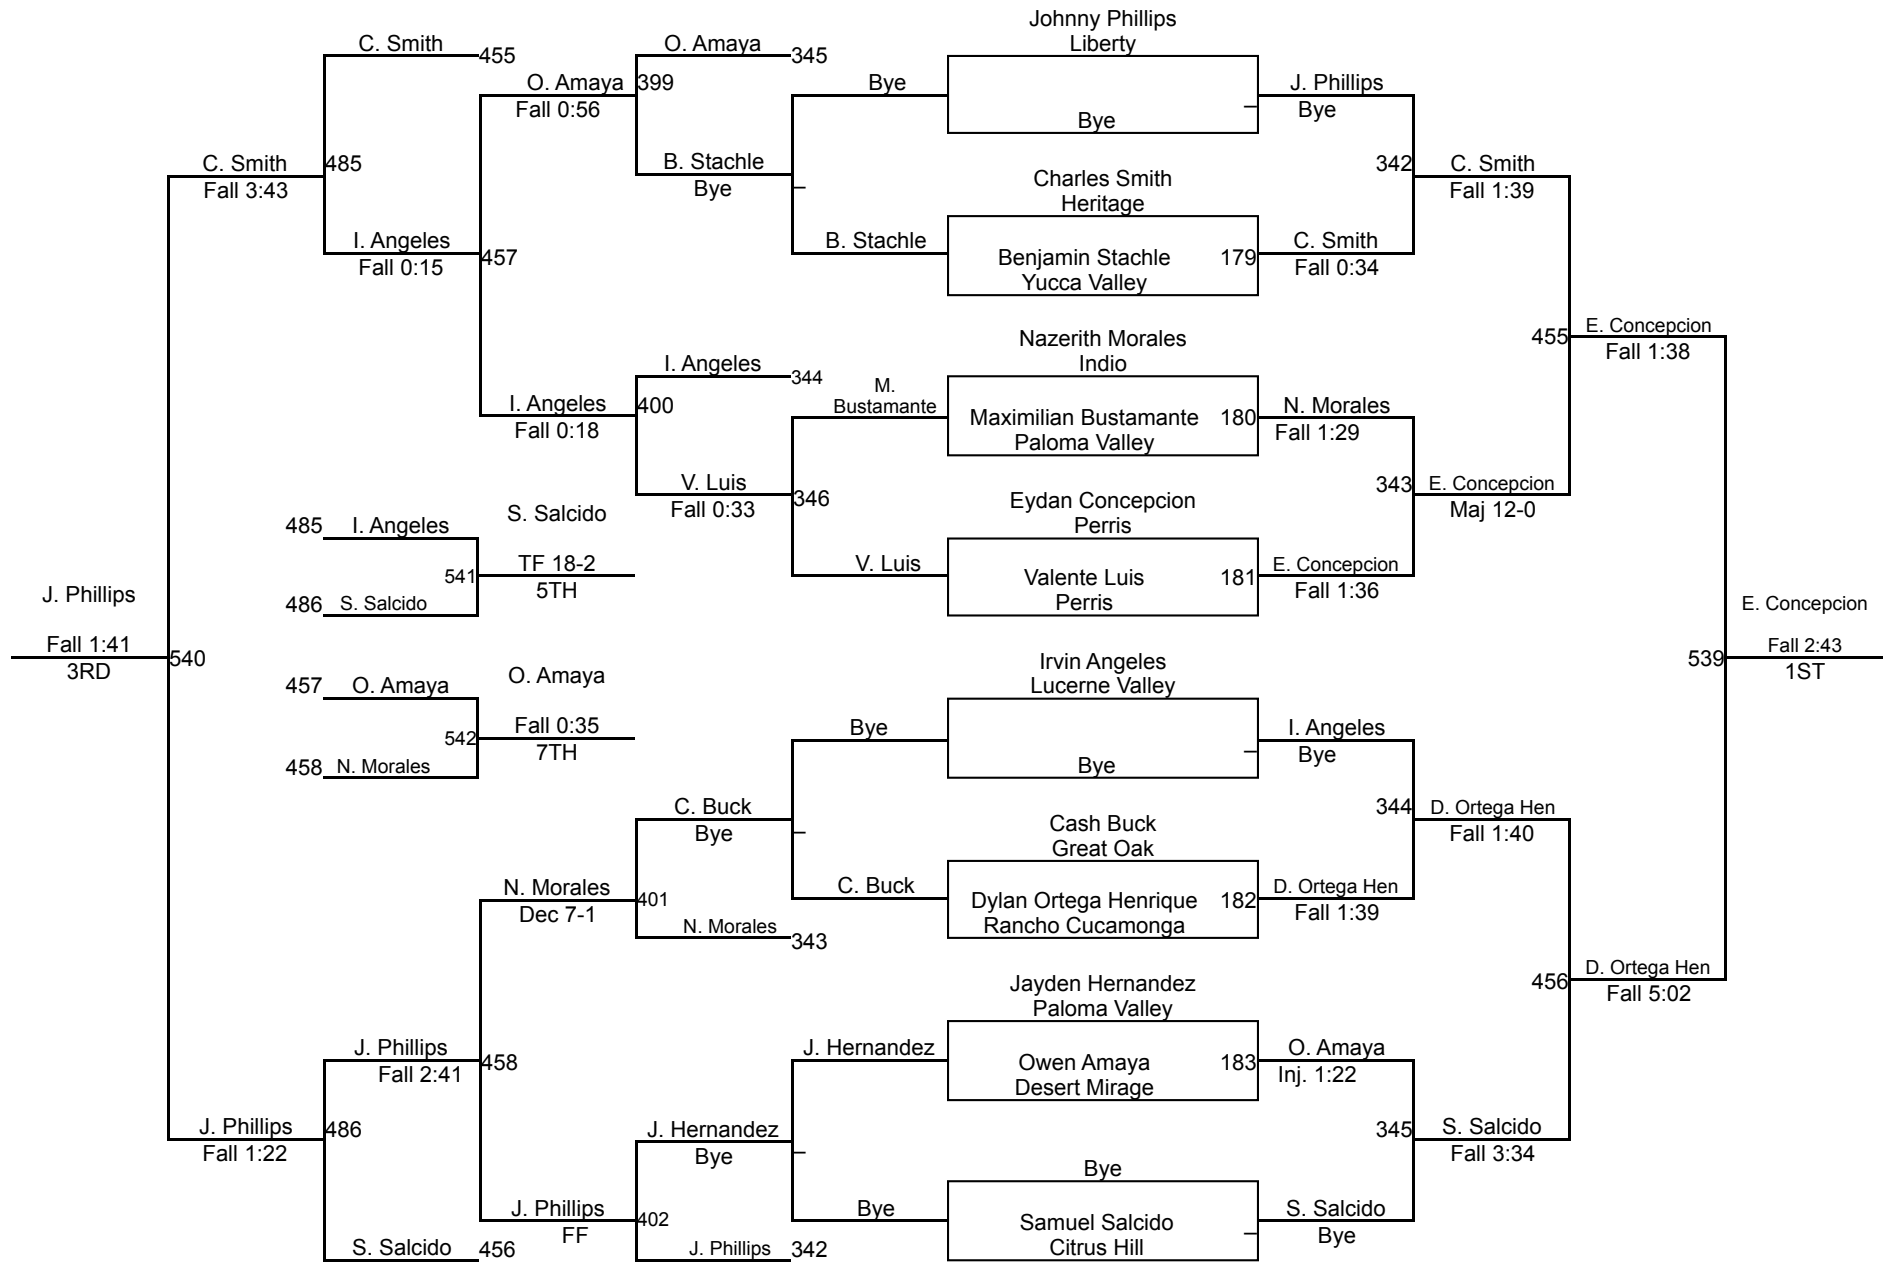 Johnny Phillips
Liberty
C. Smith
455
O. Amaya
345
O. Amaya
399
Fall 0:56
Bye
Bye
J. Phillips
Bye
C. Smith
485
Fall 3:43
B. Stachle
Bye
Charles Smith
Heritage
342
C. Smith
Fall 1:39
I. Angeles
Fall 0:15
457
B. Stachle
Benjamin Stachle
Yucca Valley
179
C. Smith
Fall 0:34
Nazerith Morales
Indio
455
E. Concepcion
Fall 1:38
I. Angeles
344
I. Angeles
400
Fall 0:18
M.
Bustamante
Maximilian Bustamante
Paloma Valley
180
N. Morales
Fall 1:29
V. Luis
Fall 0:33
346
Eydan Concepcion
Perris
343
E. Concepcion
Maj 12-0
485
I. Angeles
S. Salcido
541
TF 18-2
5TH
486
S. Salcido
V. Luis
Valente Luis
Perris
181
E. Concepcion
Fall 1:36
J. Phillips
Fall 1:41
3RD
540
E. Concepcion
539
Fall 2:43
1ST
457
O. Amaya
O. Amaya
542
Fall 0:35
7TH
458
N. Morales
Irvin Angeles
Lucerne Valley
Bye
Bye
I. Angeles
Bye
C. Buck
Bye
Cash Buck
Great Oak
344
D. Ortega Hen
Fall 1:40
N. Morales
Dec 7-1
401
N. Morales
343
C. Buck
Dylan Ortega Henrique
Rancho Cucamonga
182
D. Ortega Hen
Fall 1:39
Jayden Hernandez
Paloma Valley
456
D. Ortega Hen
Fall 5:02
J. Phillips
Fall 2:41
458
J. Hernandez
Owen Amaya
Desert Mirage
183
O. Amaya
Inj. 1:22
J. Phillips
Fall 1:22
486
J. Hernandez
Bye
Bye
345
S. Salcido
Fall 3:34
J. Phillips
FF
402
Bye
Samuel Salcido
Citrus Hill
S. Salcido
Bye
S. Salcido
456
J. Phillips
342